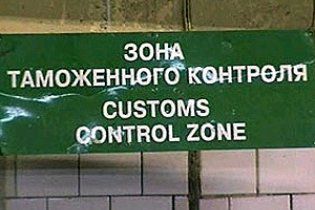 ЗОНА
ТАМОЖЕННОГО КОНТРОЛЯ
CUSTOMS
CONTROL ZONE